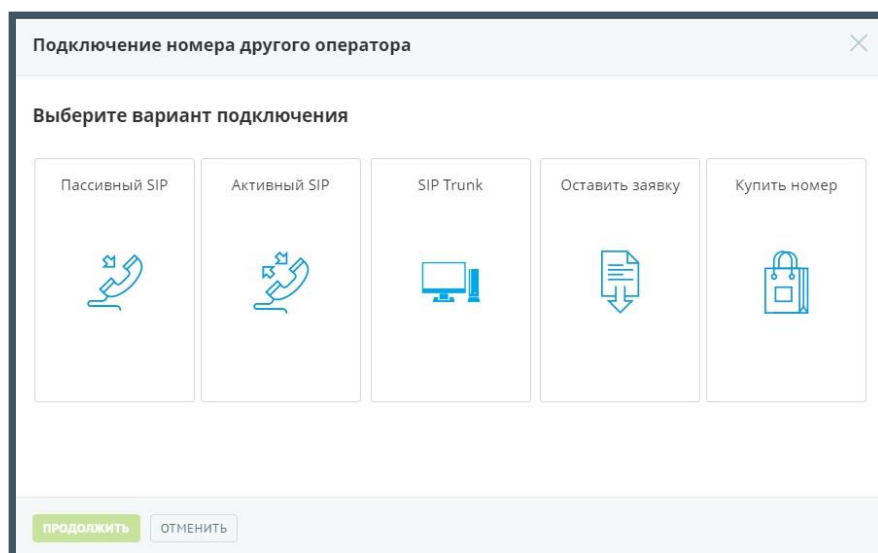 Подключение номера другого оператора
Выберите вариант подключения
Пассивный SIP
Активный SIP
SIP Trunk
Оставить заявку
Купить номер
ПРОДОЛЖИТЬ
ОТМЕНИТЬ